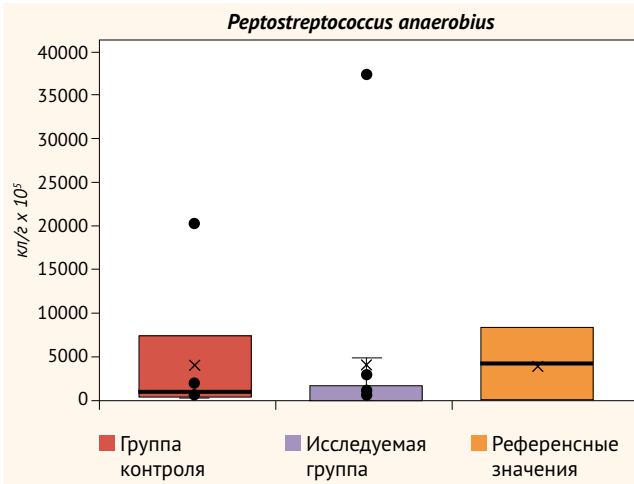 Peptostreptococcus anaerobius
кл/г x 10⁵
40000
35000
30000
25000
20000
15000
10000
5000
0
Группа контроля
Исследуемая группа
Референсные значения